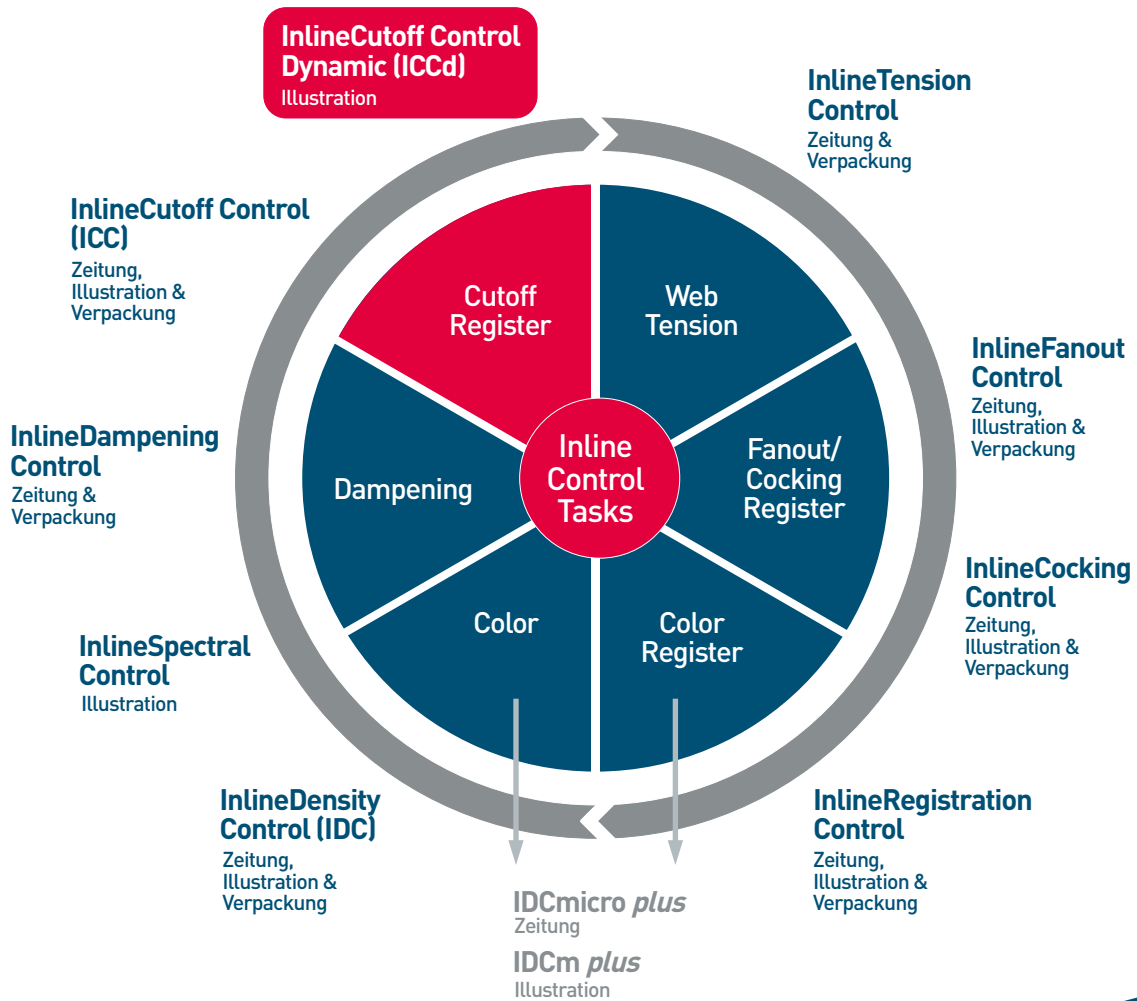 InlineCutoff Control
Dynamic (ICCd)
Illustration
InlineTension
Control
Zeitung &
Verpackung
InlineCutoff Control
(ICC)
Zeitung,
Illustration &
Verpackung
Cutoff
Register
Web
Tension
InlineFanout
Control
Zeitung,
Illustration &
Verpackung
InlineDampening
Control
Zeitung &
Verpackung
Dampening
Inline
Control
Tasks
Fanout/
Cocking
Register
InlineCocking
Control
Zeitung,
Illustration &
Verpackung
InlineSpectral
Control
Illustration
Color
Color
Register
InlineDensity
Control (IDC)
Zeitung,
Illustration &
Verpackung
InlineRegistration
Control
Zeitung,
Illustration &
Verpackung
IDCmicro plus
Zeitung
IDCm plus
Illustration